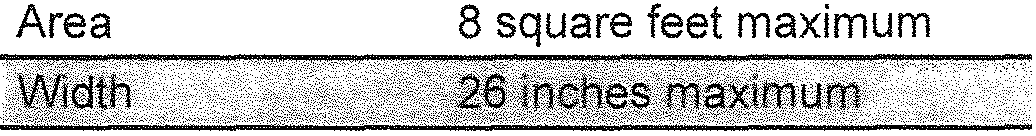 Area 8 square feet maximum
Width 26 inches maximum